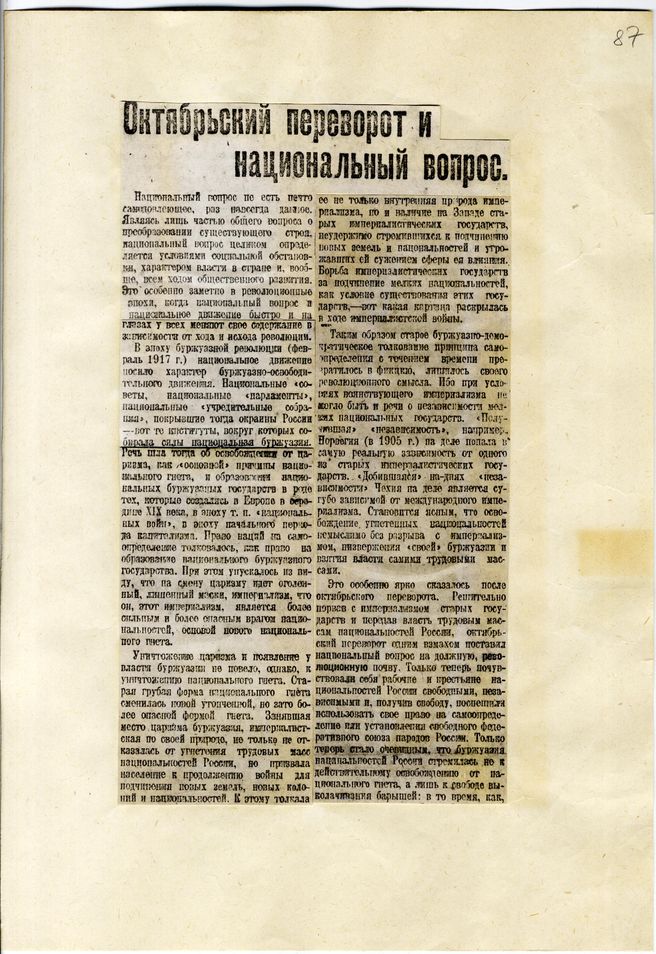 87
Октябрьский переворот и
национальный вопрос.
Национальный вопрос не есть нечто
самодовлеющее, раз навсегда данное.
Являясь лишь частью общего вопроса о
преобразовании существующего строя,
национальный вопрос целиком опреде-
ляется условиями социальной обстанов-
ки, характером власти в стране и, вооб-
ще, всем ходом общественного развития.
Это особенно заметно в революционные
эпохи, когда национальный вопрос и
национальное движение быстро и на
глазах у всех меняют свое содержание в
зависимости от хода и исхода революции.
В эпоху буржуазной революции (фев-
раль 1917 г.) национальное движение
носило характер буржуазно-освободи-
тельного движения. Национальные «со-
веты, национальные «парламенты»,
национальные «учредительные собра-
ния», покрывшие тогда окраины России
—вот те институты, вокруг которых со-
бирала силы национальная буржуазия.
Речь шла тогда об освобождении от ца-
ризма, как «основной» причины нацио-
нального гнета, и образовании нацио-
нальных буржуазных государств в роде
тех, которые создались в Европе в сере-
дине XIX века, в эпоху т. н. «националь-
ных войн», в эпоху начального перио-
да капитализма. Право наций на само-
определение толковалось, как право на
образование национального буржуазного
государства. При этом упускалось из ви-
ду, что на смену царизму идет оголен-
ный, лишенный маски, империализм, что
он, этот империализм, является более
сильным и более опасным врагом нацио-
нальностей, основой нового националь-
ного гнета.
Уничтожение царизма и появление у
власти буржуазии не повело, однако, к
уничтожению национального гнета. Ста-
рая грубая форма национального гнета
сменилась новой утонченной, но зато бо-
лее опасной формой гнета. Занявшая
место царизма буржуазия, империалист-
ская по своей природе, не только не от-
казалась от угнетения трудовых масс
национальностей России, но призвала
население к продолжению войны для
подчинения новых земель, новых коло-
ний и национальностей. К этому толкала
ее не только внутренняя природа импе-
риализма, но и наличие на Западе ста-
рых империалистических государств,
неудержимо стремившихся к подчинению
новых земель и национальностей и угро-
жавших ей сужением сферы ея влияния.
Борьба империалистических государств
за подчинение мелких национальностей,
как условие существования этих госу-
дарств,—вот какая картина раскрылась
в ходе империалистской войны.
Таким образом старое буржуазно-демо-
кратическое толкование принципа само-
определения с течением времени пре-
вратилось в фикцию, лишилось своего
революционного смысла. Ибо при усло-
виях воинствующего империализма не
могло быть и речи о независимости мел-
ких национальных государств. «Полу-
чившая» «независимость», например,
Норвегия (в 1905 г.) на деле попала в
самую реальную зависимость от одного
из старых империалистических госу-
дарств. «Добившаяся» на-днях «неза-
висимости» Чехия на деле является су-
губо зависимой от международного импе-
риализма. Становится ясным, что осво-
бождение угнетенных национальностей
немыслимо без разрыва с империализ-
мом, низвержения «своей» буржуазии и
взятия власти самими трудовыми мас-
сами.
Это особенно ярко сказалось после
октябрьского переворота. Решительно
порвав с империализмом старых госу-
дарств и передав власть трудовым мас-
сам национальностей России, октябрь-
ский переворот одним взмахом поставил
национальный вопрос на должную, рево-
люционную почву. Только теперь почув-
ствовали себя рабочие и крестьяне на-
циональностей России свободными, неза-
висимыми и, получив свободу, поспешили
использовать свое право на самоопреде-
ление или установления свободного феде-
ративного союза народов России. Только
теперь стало очевидным, что буржуазия
национальностей России стремилась не к
действительному освобождению от на-
ционального гнета, а лишь к свободе вы-
колачивания барышей: в то время, как,